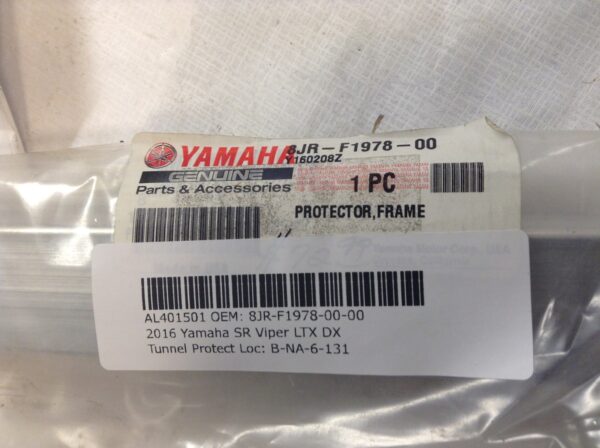 8JR-F1978-00
YAMAHA
Y160208Z
GENUINE
Parts & Accessories
1 PC
PROTECTOR,FRAME
AL401501 OEM: 8JR-F1978-00-00
2016 Yamaha SR Viper LTX DX
Tunnel Protect Loc: B-NA-6-131